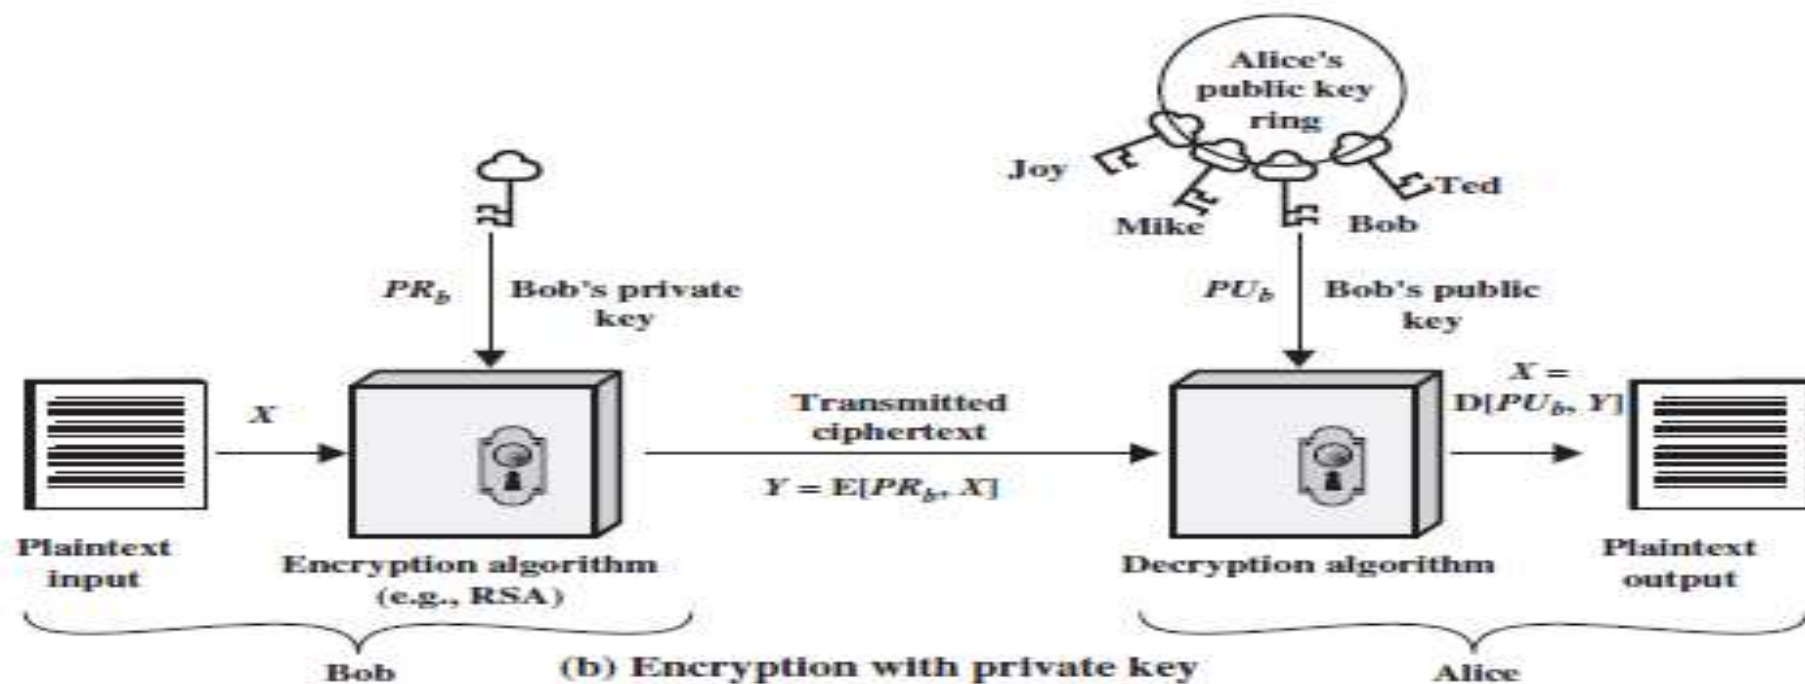 Alice's
public key
ring
Joy
Mike
Bob
Ted
PR_b
Bob's private
key
PU_b
Bob's public
key
X
Transmitted
ciphertext
Y = E[PR_b, X]
X =
D[PU_b, Y]
Plaintext
input
Encryption algorithm
(e.g., RSA)
Decryption algorithm
Plaintext
output
Bob
(b) Encryption with private key
Alice